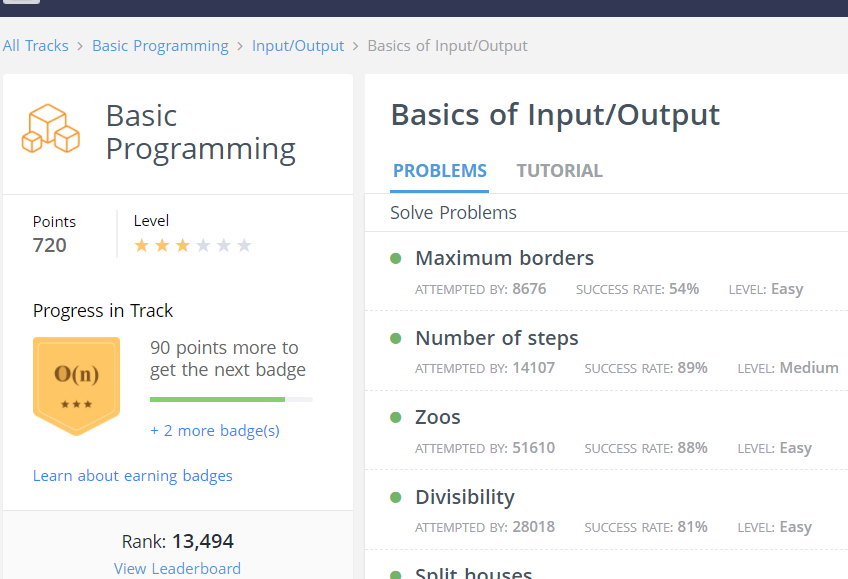 All Tracks > Basic Programming > Input/Output > Basics of Input/Output
Basic
Programming
Points
720
Level
Progress in Track
O(n)
90 points more to
get the next badge
+ 2 more badge(s)
Learn about earning badges
Rank: 13,494
View Leaderboard
Basics of Input/Output
PROBLEMS TUTORIAL
Solve Problems
Maximum borders
ATTEMPTED BY: 8676 SUCCESS RATE: 54% LEVEL: Easy
Number of steps
ATTEMPTED BY: 14107 SUCCESS RATE: 89% LEVEL: Medium
Zoos
ATTEMPTED BY: 51610 SUCCESS RATE: 88% LEVEL: Easy
Divisibility
ATTEMPTED BY: 28018 SUCCESS RATE: 81% LEVEL: Easy
Split houses